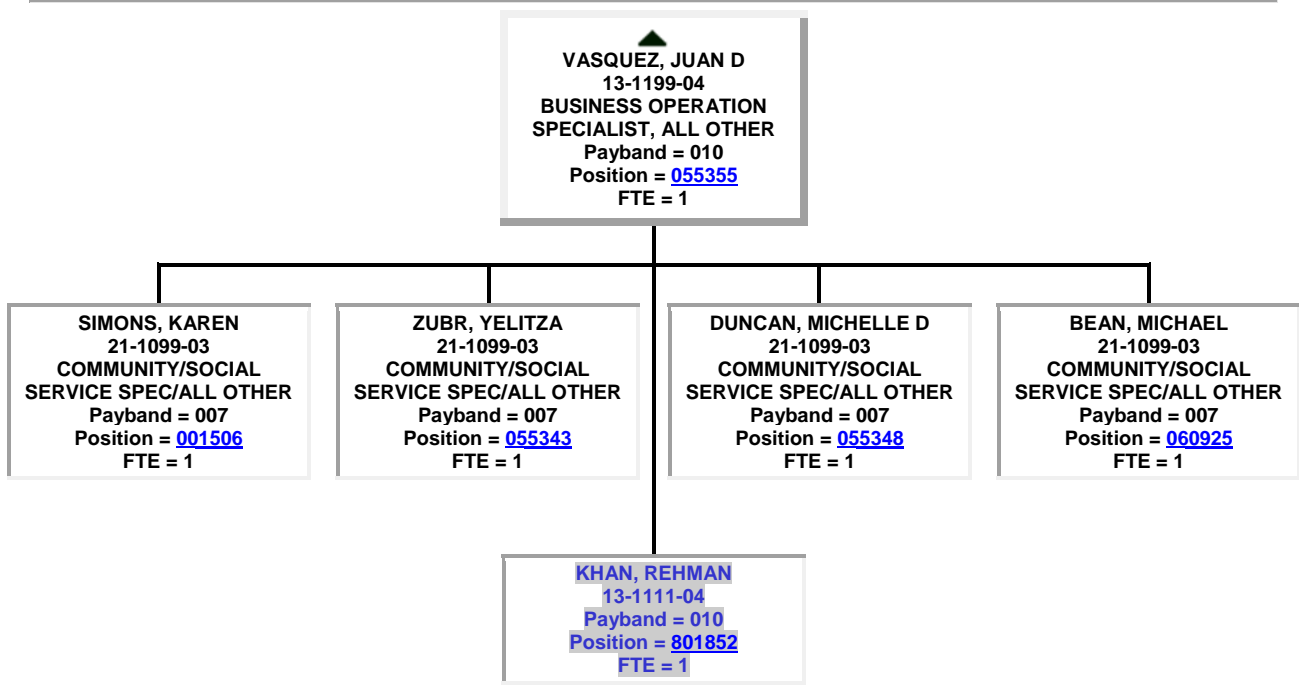 VASQUEZ, JUAN D
13-1199-04
BUSINESS OPERATION
SPECIALIST, ALL OTHER
Payband = 010
Position = 055355
FTE = 1
SIMONS, KAREN
21-1099-03
COMMUNITY/SOCIAL
SERVICE SPEC/ALL OTHER
Payband = 007
Position = 001506
FTE = 1
ZUBR, YELITZA
21-1099-03
COMMUNITY/SOCIAL
SERVICE SPEC/ALL OTHER
Payband = 007
Position = 055343
FTE = 1
DUNCAN, MICHELLE D
21-1099-03
COMMUNITY/SOCIAL
SERVICE SPEC/ALL OTHER
Payband = 007
Position = 055348
FTE = 1
BEAN, MICHAEL
21-1099-03
COMMUNITY/SOCIAL
SERVICE SPEC/ALL OTHER
Payband = 007
Position = 060925
FTE = 1
KHAN, REHMAN
13-1111-04
Payband = 010
Position = 801852
FTE = 1